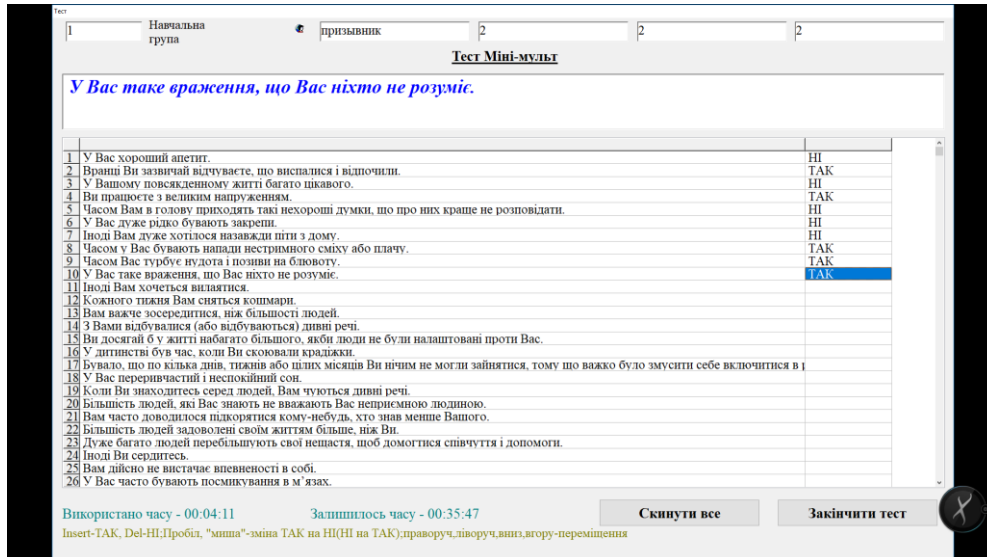 Тест
1 Навчальна група призывник 2 2 2
Тест Міні-мульт
У Вас таке враження, що Вас ніхто не розуміє.
1 У Вас хороший апетит. НІ
2 Вранці Ви зазвичай відчуваєте, що виспалися і відпочили. ТАК
3 У Вашому повсякденному житті багато цікавого. НІ
4 Ви працюєте з великим напруженням. ТАК
5 Часом Вам в голову приходять такі нехороші думки, що про них краще не розповідати. НІ
6 У Вас дуже рідко бувають закрепи. НІ
7 Іноді Вам дуже хотілося назавжди піти з дому. НІ
8 Часом у Вас бувають напади нестримного сміху або плачу. ТАК
9 Часом Вас турбує нудота і позиви на блювоту. ТАК
10 У Вас таке враження, що Вас ніхто не розуміє. ТАК
11 Іноді Вам хочеться вилаятися.
12 Кожного тижня Вам сняться кошмари.
13 Вам важче зосередитися, ніж більшості людей.
14 З Вами відбувалися (або відбуваються) дивні речі.
15 Ви досягай б у житті набагато більшого, якби люди не були налаштовані проти Вас.
16 У дитинстві був час, коли Ви скоювали крадіжки.
17 Бувало, що по кілька днів, тижнів або цілих місяців Ви нічим не могли зайнятися, тому що важко було змусити себе включитися в р
18 У Вас переривчастий і неспокійний сон.
19 Коли Ви знаходитесь серед людей, Вам чуються дивні речі.
20 Більшість людей, які Вас знають не вважають Вас неприємною людиною.
21 Вам часто доводилося підкорятися кому-небудь, хто знав менше Вашого.
22 Більшість людей задоволені своїм життям більше, ніж Ви.
23 Дуже багато людей перебільшують свої нещастя, щоб домогтися співчуття і допомоги.
24 Іноді Ви сердитесь.
25 Вам дійсно не вистачає впевненості в собі.
26 У Вас часто бувають посмикування в м’язах.
Використано часу - 00:04:11 Залишилось часу - 00:35:47 Скинути все Закінчити тест
Insert-ТАК, Del-НІ;Пробіл, "миша"-зміна ТАК на НІ(НІ на ТАК);праворуч,ліворуч,вниз,вгору-переміщення